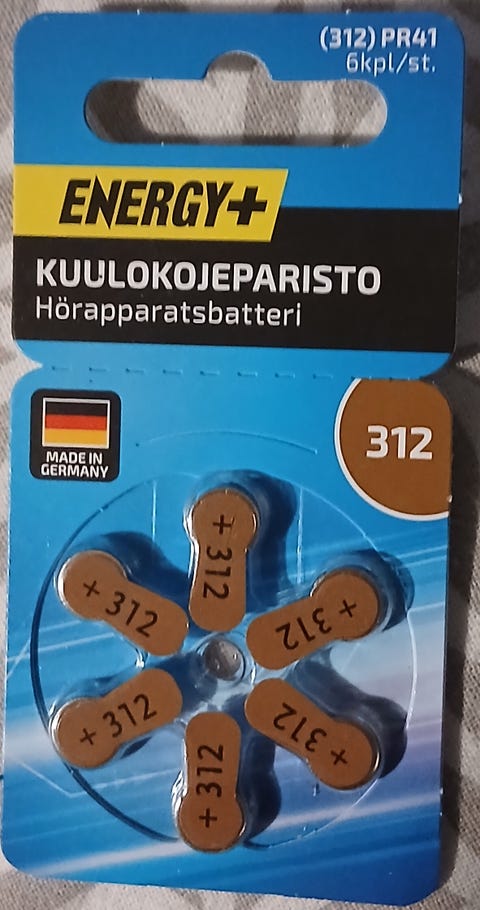 (312) PR41
6kpl/st.
ENERGY+
KUULOKOJEPARISTO
Hörapparatsbatteri
MADE IN
GERMANY
312
+ 312
+ 312
+ 312
+ 312
+ 312
+ 312